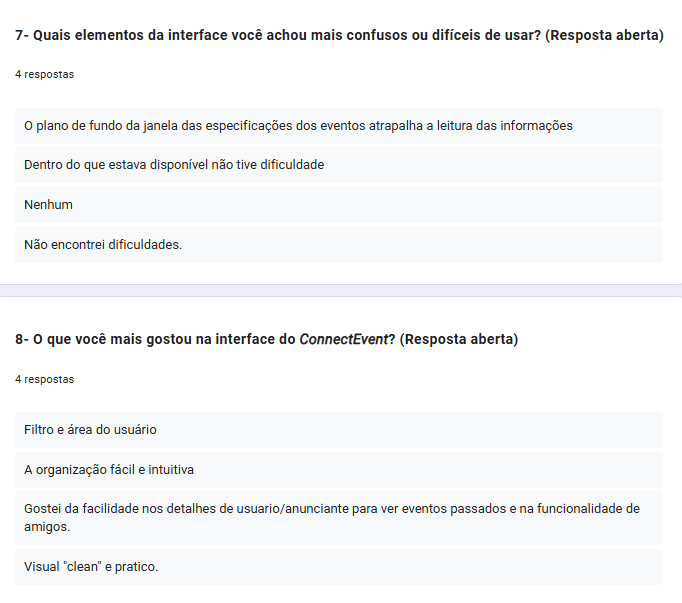 7- Quais elementos da interface você achou mais confusos ou difíceis de usar? (Resposta aberta)
4 respostas
O plano de fundo da janela das especificações dos eventos atrapalha a leitura das informações
Dentro do que estava disponível não tive dificuldade
Nenhum
Não encontrei dificuldades.
8- O que você mais gostou na interface do ConnectEvent? (Resposta aberta)
4 respostas
Filtro e área do usuário
A organização fácil e intuitiva
Gostei da facilidade nos detalhes de usuario/anunciante para ver eventos passados e na funcionalidade de
amigos.
Visual "clean" e pratico.